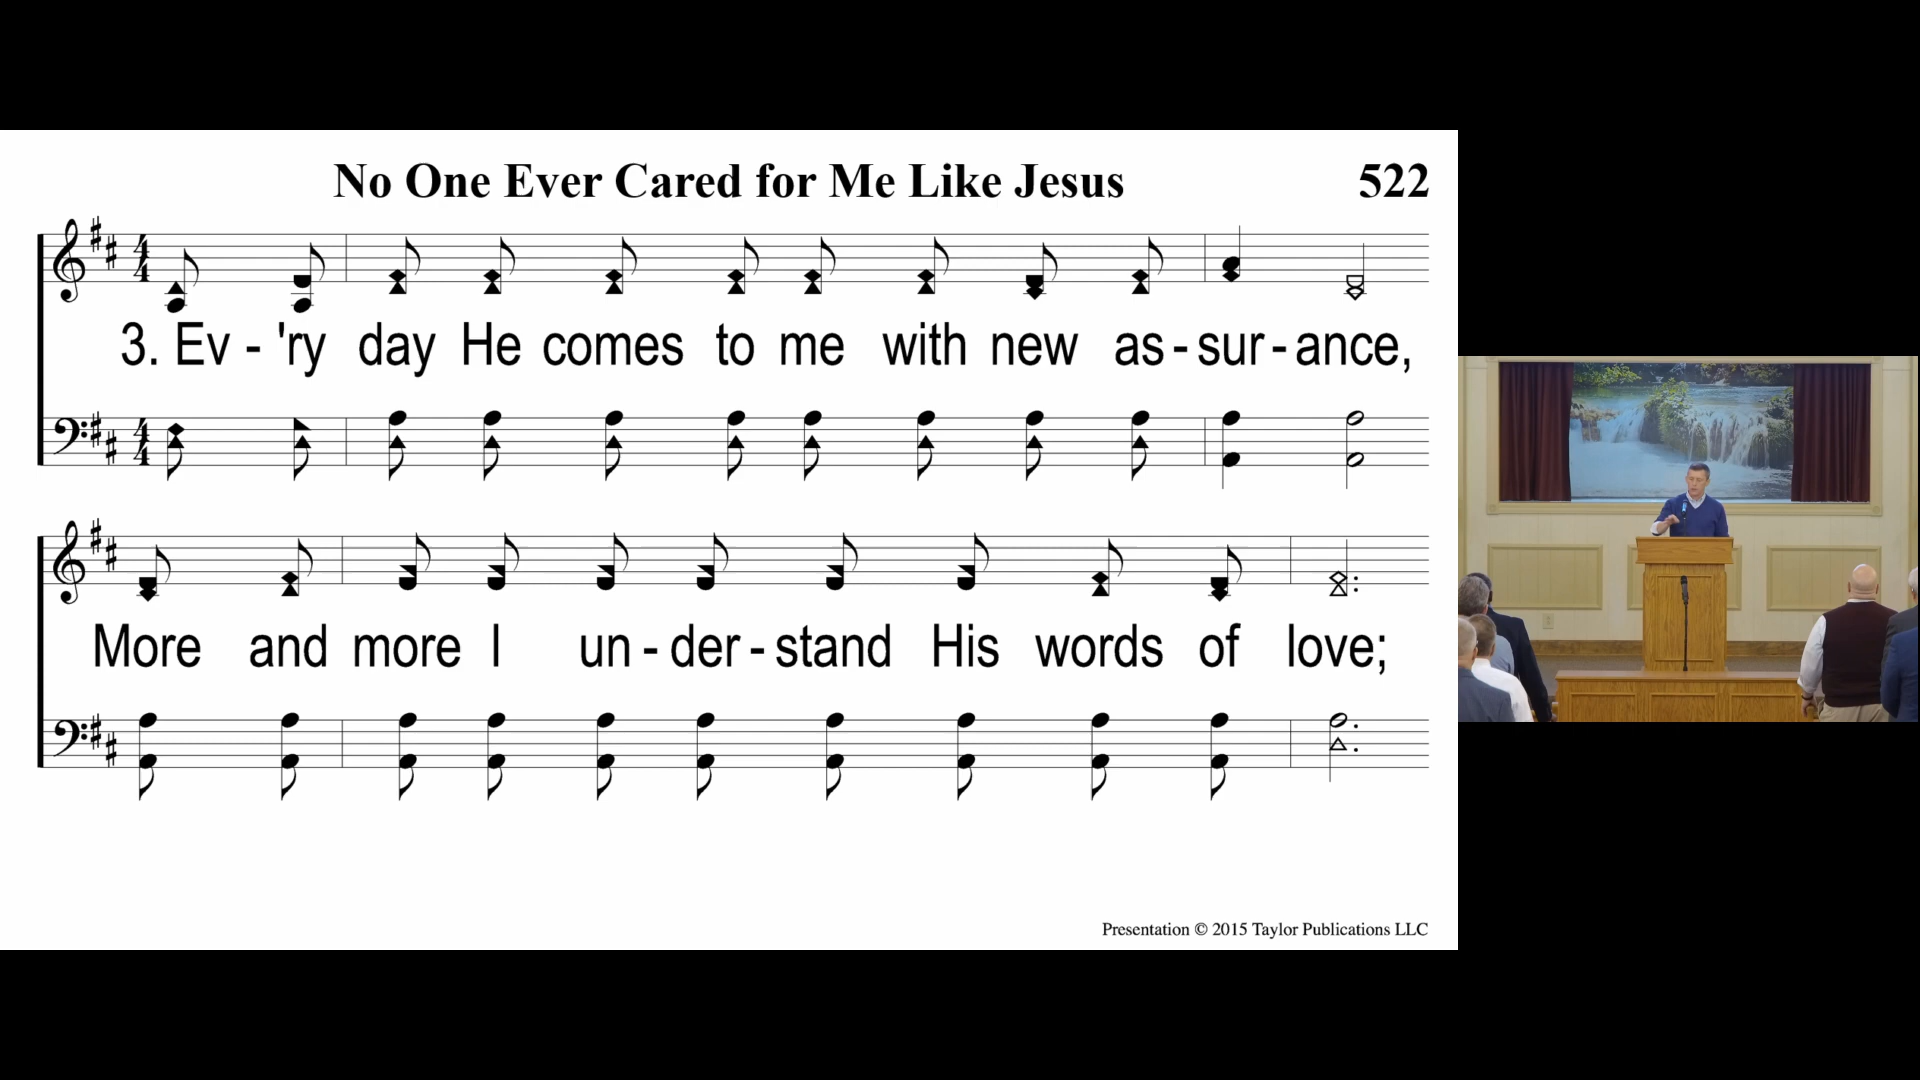 No One Ever Cared for Me Like Jesus 522
3. Ev - 'ry day He comes to me with new as - sur - ance,
More and more I un - der - stand His words of love;
Presentation © 2015 Taylor Publications LLC